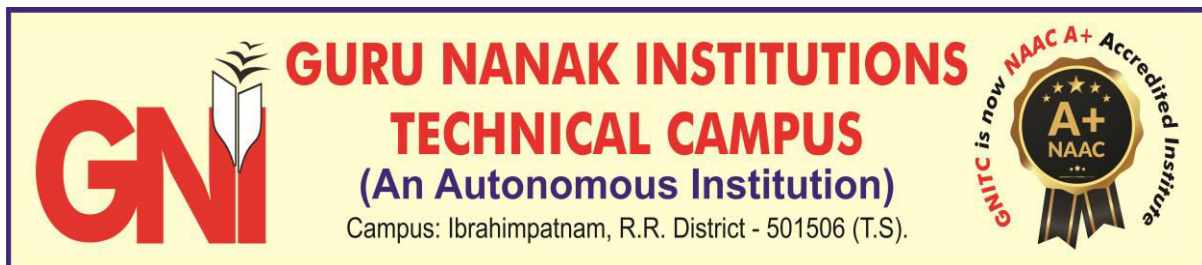 GNI
GURU NANAK INSTITUTIONS
TECHNICAL CAMPUS
(An Autonomous Institution)
Campus: Ibrahimpatnam, R.R. District - 501506 (T.S).
GNITC is now NAAC A+ Accredited Institute
A+
NAAC